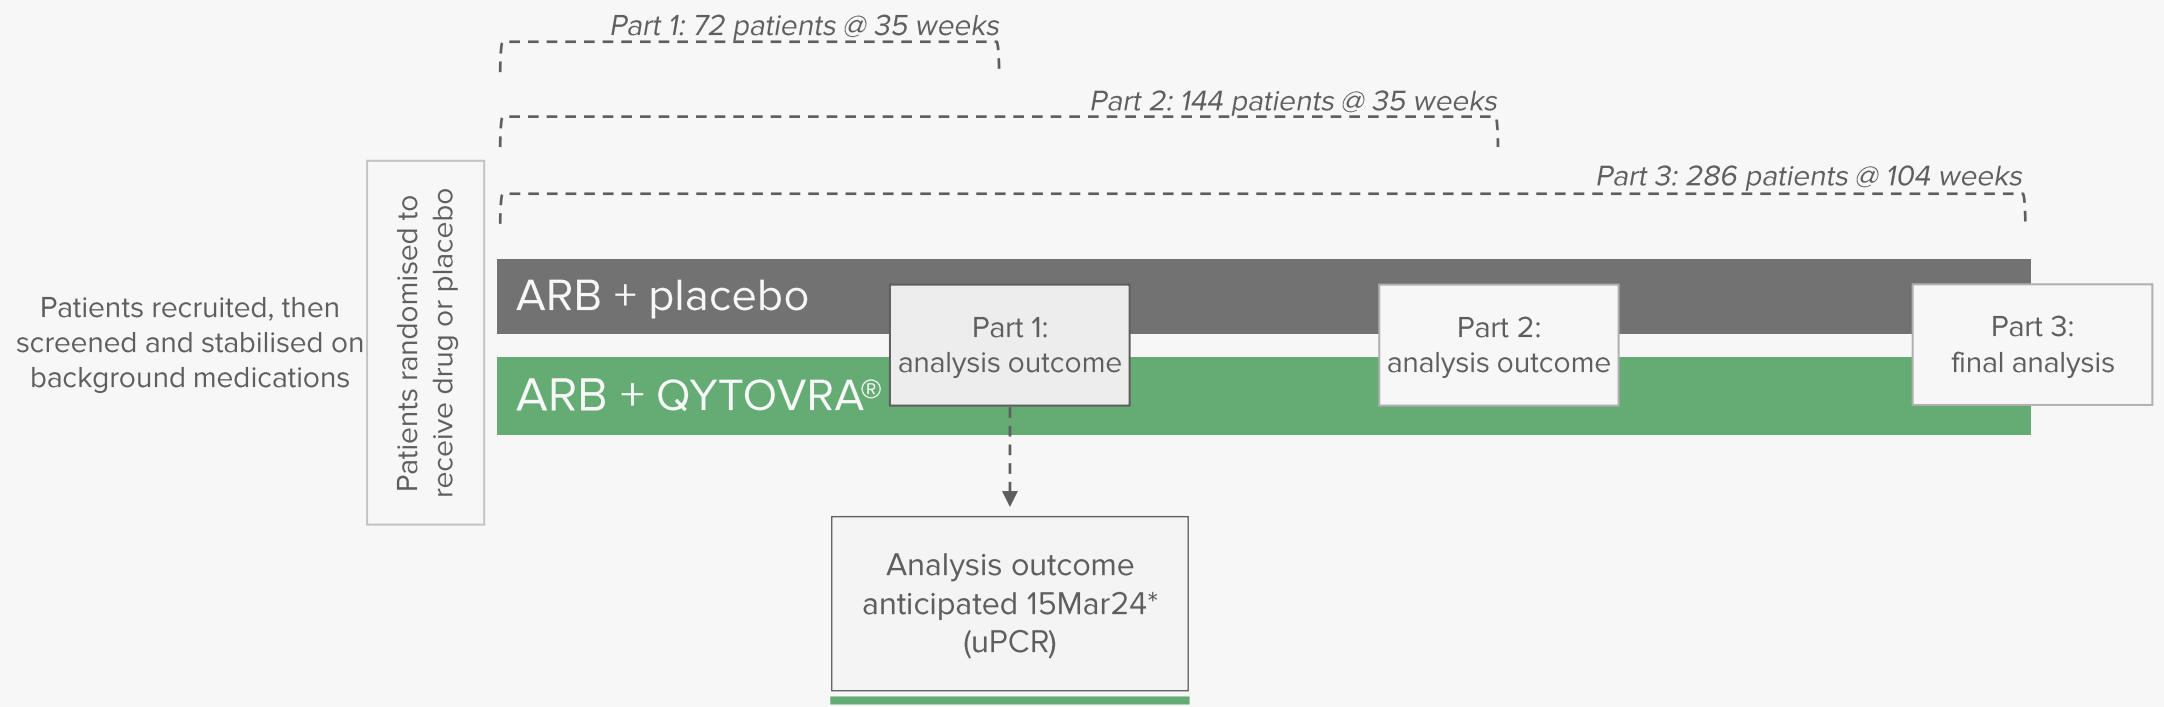 Part 1: 72 patients @ 35 weeks
Part 2: 144 patients @ 35 weeks
Part 3: 286 patients @ 104 weeks
Patients recruited, then
screened and stabilised on
background medications
Patients randomised to
receive drug or placebo
ARB + placebo
ARB + QYTOVRA®
Part 1:
analysis outcome
Part 2:
analysis outcome
Part 3:
final analysis
Analysis outcome
anticipated 15Mar24*
(uPCR)